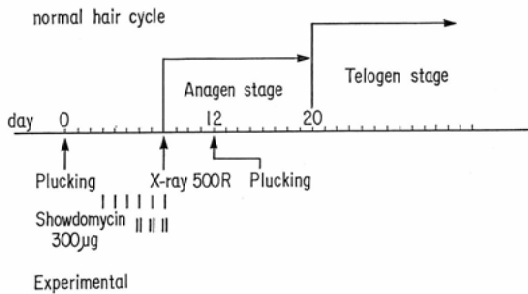 normal hair cycle
Anagen stage
Telogen stage
day 0 12 20
Plucking X-ray 500R Plucking
Showdomycin
300μg
Experimental